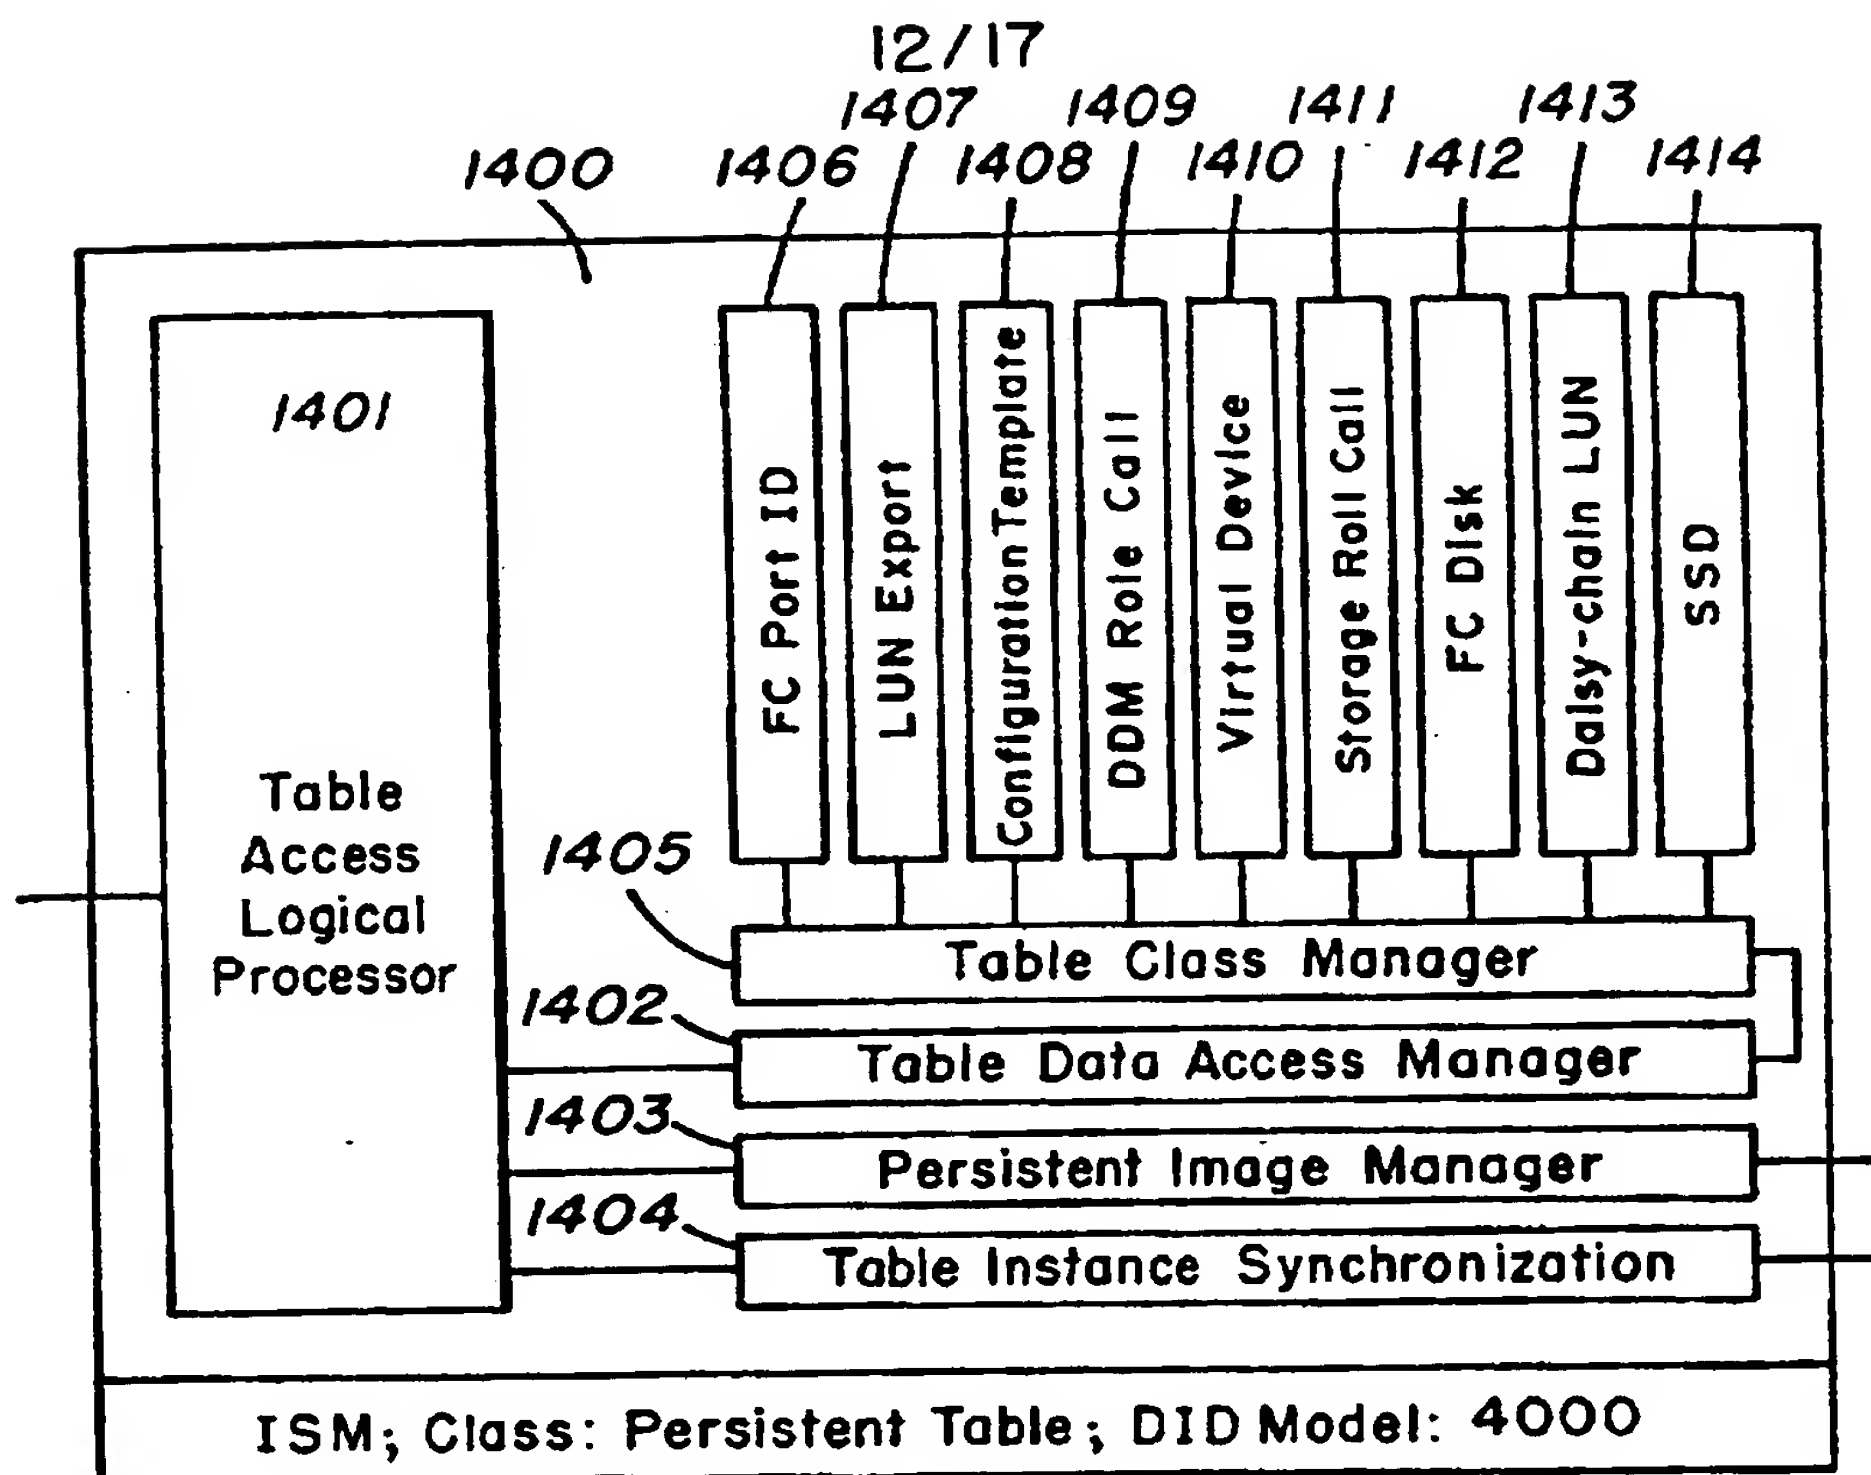 12/17
1407 1409 1411 1413
1400 1406 1408 1410 1412 1414
1401
Table
Access
Logical
Processor
FC Port ID
LUN Export
Configuration Template
DDM Role Call
Virtual Device
Storage Roll Call
FC Disk
Daisy-chain LUN
SSD
1405
Table Class Manager
1402
Table Data Access Manager
1403
Persistent Image Manager
1404
Table Instance Synchronization
ISM; Class: Persistent Table; DID Model: 4000